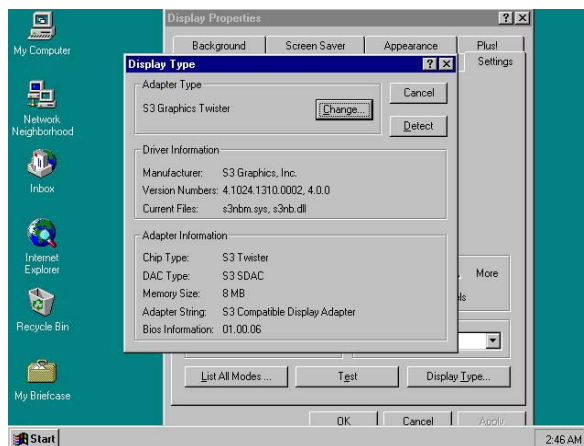 My Computer
Network
Neighborhood
Inbox
Internet
Explorer
Recycle Bin
My Briefcase
Display Properties
Background
Screen Saver
Appearance
Plus!
Settings
Display Type
Adapter Type
S3 Graphics Twister
Change...
Cancel
Detect
Driver Information
Manufacturer: S3 Graphics, Inc.
Version Numbers: 4.1024.1310.0002, 4.0.0
Current Files: s3nbm.sys, s3nb.dll
Adapter Information
Chip Type: S3 Twister
DAC Type: S3 SDAC
Memory Size: 8 MB
Adapter String: S3 Compatible Display Adapter
Bios Information: 01.00.06
More
els
List All Modes ...
Test
Display Type...
OK
Cancel
Apply
Start
2:46 AM